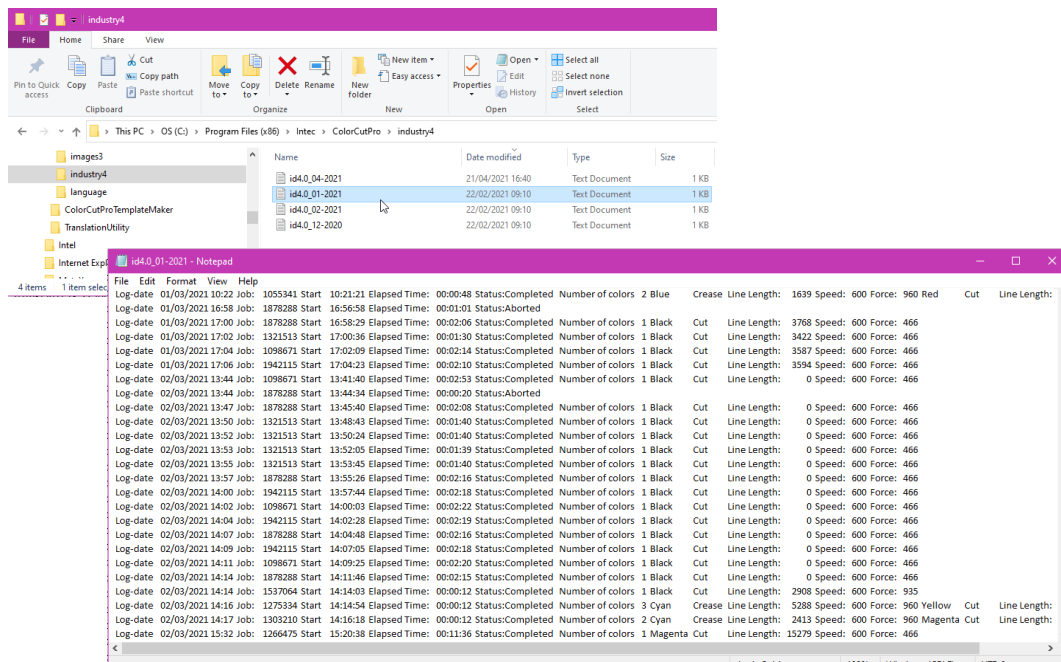 industry4
File Home Share View
Pin to Quick access Copy Paste Cut Copy path Paste shortcut Move to Copy to Delete Rename New folder New item Easy access Properties Open Edit History Select all Select none Invert selection
Clipboard Organize New Open Select
This PC > OS (C:) > Program Files (x86) > Intec > ColorCutPro > industry4
images3 Name Date modified Type Size
industry4 id4.0_04-2021 21/04/2021 16:40 Text Document 1 KB
language id4.0_01-2021 22/02/2021 09:10 Text Document 1 KB
ColorCutProTemplateMaker id4.0_02-2021 22/02/2021 09:10 Text Document 1 KB
TranslationUtility id4.0_12-2020 22/02/2021 09:10 Text Document 1 KB
Intel
Internet Exp
4 items 1 item selec
id4.0_01-2021 - Notepad
File Edit Format View Help
Log-date 01/03/2021 10:22 Job: 1055341 Start 10:21:21 Elapsed Time: 00:00:48 Status:Completed Number of colors 2 Blue Crease Line Length: 1639 Speed: 600 Force: 960 Red Cut Line Length:
Log-date 01/03/2021 16:58 Job: 1878288 Start 16:56:58 Elapsed Time: 00:01:01 Status:Aborted
Log-date 01/03/2021 17:00 Job: 1878288 Start 16:58:29 Elapsed Time: 00:02:06 Status:Completed Number of colors 1 Black Cut Line Length: 3768 Speed: 600 Force: 466
Log-date 01/03/2021 17:02 Job: 1321513 Start 17:00:36 Elapsed Time: 00:01:30 Status:Completed Number of colors 1 Black Cut Line Length: 3422 Speed: 600 Force: 466
Log-date 01/03/2021 17:04 Job: 1098671 Start 17:02:09 Elapsed Time: 00:02:14 Status:Completed Number of colors 1 Black Cut Line Length: 3587 Speed: 600 Force: 466
Log-date 01/03/2021 17:06 Job: 1942115 Start 17:04:23 Elapsed Time: 00:02:10 Status:Completed Number of colors 1 Black Cut Line Length: 3594 Speed: 600 Force: 466
Log-date 02/03/2021 13:44 Job: 1098671 Start 13:41:40 Elapsed Time: 00:02:53 Status:Completed Number of colors 1 Black Cut Line Length: 0 Speed: 600 Force: 466
Log-date 02/03/2021 13:44 Job: 1878288 Start 13:44:34 Elapsed Time: 00:00:20 Status:Aborted
Log-date 02/03/2021 13:47 Job: 1878288 Start 13:45:40 Elapsed Time: 00:02:08 Status:Completed Number of colors 1 Black Cut Line Length: 0 Speed: 600 Force: 466
Log-date 02/03/2021 13:50 Job: 1321513 Start 13:48:43 Elapsed Time: 00:01:40 Status:Completed Number of colors 1 Black Cut Line Length: 0 Speed: 600 Force: 466
Log-date 02/03/2021 13:52 Job: 1321513 Start 13:50:24 Elapsed Time: 00:01:40 Status:Completed Number of colors 1 Black Cut Line Length: 0 Speed: 600 Force: 466
Log-date 02/03/2021 13:53 Job: 1321513 Start 13:52:05 Elapsed Time: 00:01:39 Status:Completed Number of colors 1 Black Cut Line Length: 0 Speed: 600 Force: 466
Log-date 02/03/2021 13:55 Job: 1321513 Start 13:53:45 Elapsed Time: 00:01:40 Status:Completed Number of colors 1 Black Cut Line Length: 0 Speed: 600 Force: 466
Log-date 02/03/2021 13:57 Job: 1878288 Start 13:55:26 Elapsed Time: 00:02:16 Status:Completed Number of colors 1 Black Cut Line Length: 0 Speed: 600 Force: 466
Log-date 02/03/2021 14:00 Job: 1942115 Start 13:57:44 Elapsed Time: 00:02:18 Status:Completed Number of colors 1 Black Cut Line Length: 0 Speed: 600 Force: 466
Log-date 02/03/2021 14:02 Job: 1098671 Start 14:00:03 Elapsed Time: 00:02:22 Status:Completed Number of colors 1 Black Cut Line Length: 0 Speed: 600 Force: 466
Log-date 02/03/2021 14:04 Job: 1942115 Start 14:02:28 Elapsed Time: 00:02:19 Status:Completed Number of colors 1 Black Cut Line Length: 0 Speed: 600 Force: 466
Log-date 02/03/2021 14:07 Job: 1878288 Start 14:04:48 Elapsed Time: 00:02:16 Status:Completed Number of colors 1 Black Cut Line Length: 0 Speed: 600 Force: 466
Log-date 02/03/2021 14:09 Job: 1942115 Start 14:07:05 Elapsed Time: 00:02:18 Status:Completed Number of colors 1 Black Cut Line Length: 0 Speed: 600 Force: 466
Log-date 02/03/2021 14:11 Job: 1098671 Start 14:09:25 Elapsed Time: 00:02:20 Status:Completed Number of colors 1 Black Cut Line Length: 0 Speed: 600 Force: 466
Log-date 02/03/2021 14:14 Job: 1878288 Start 14:11:46 Elapsed Time: 00:02:15 Status:Completed Number of colors 1 Black Cut Line Length: 0 Speed: 600 Force: 466
Log-date 02/03/2021 14:14 Job: 1537064 Start 14:14:03 Elapsed Time: 00:00:12 Status:Completed Number of colors 1 Black Cut Line Length: 2908 Speed: 600 Force: 935
Log-date 02/03/2021 14:16 Job: 1275334 Start 14:14:54 Elapsed Time: 00:00:12 Status:Completed Number of colors 3 Cyan Crease Line Length: 5288 Speed: 600 Force: 960 Yellow Cut Line Length:
Log-date 02/03/2021 14:17 Job: 1303210 Start 14:16:18 Elapsed Time: 00:00:12 Status:Completed Number of colors 2 Cyan Crease Line Length: 2413 Speed: 600 Force: 960 Magenta Cut Line Length:
Log-date 02/03/2021 15:32 Job: 1266475 Start 15:20:38 Elapsed Time: 00:11:36 Status:Completed Number of colors 1 Magenta Cut Line Length: 15279 Speed: 600 Force: 466